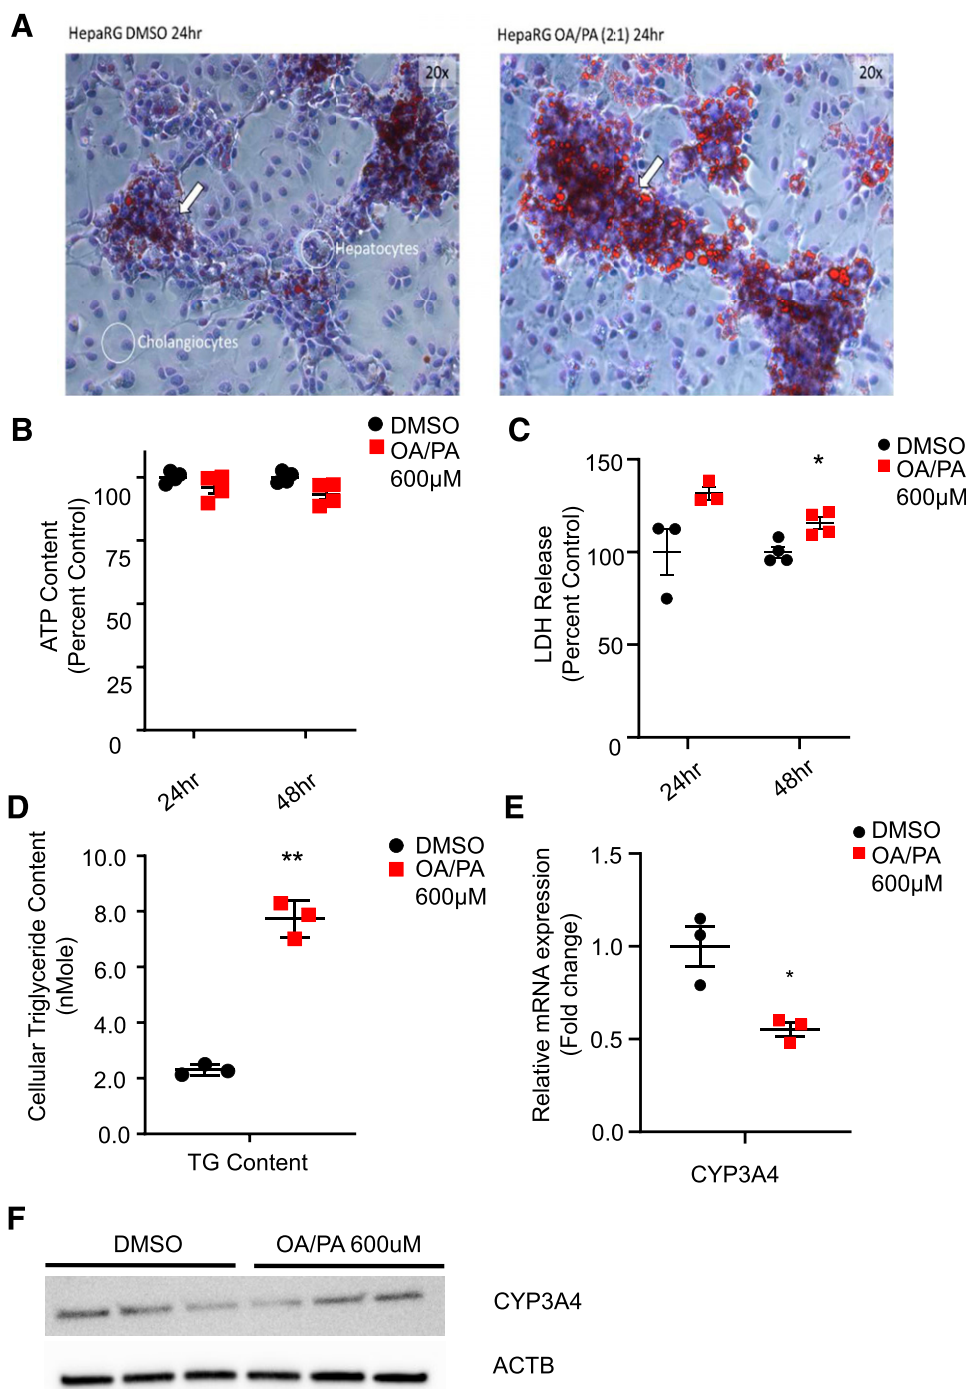 A
HepaRG DMSO 24hr
HepaRG OA/PA (2:1) 24hr
20x
20x
Hepatocytes
Cholangiocytes
B
DMSO
OA/PA
600μM
ATP Content
(Percent Control)
100
75
50
25
0
24hr
48hr
C
DMSO
OA/PA
600μM
LDH Release
(Percent Control)
150
100
50
0
*
24hr
48hr
D
DMSO
OA/PA
600μM
Cellular Triglyceride Content
(nMole)
10.0
8.0
6.0
4.0
2.0
0.0
**
TG Content
E
DMSO
OA/PA
600μM
Relative mRNA expression
(Fold change)
1.5
1.0
0.5
0.0
*
CYP3A4
F
DMSO
OA/PA 600uM
CYP3A4
ACTB